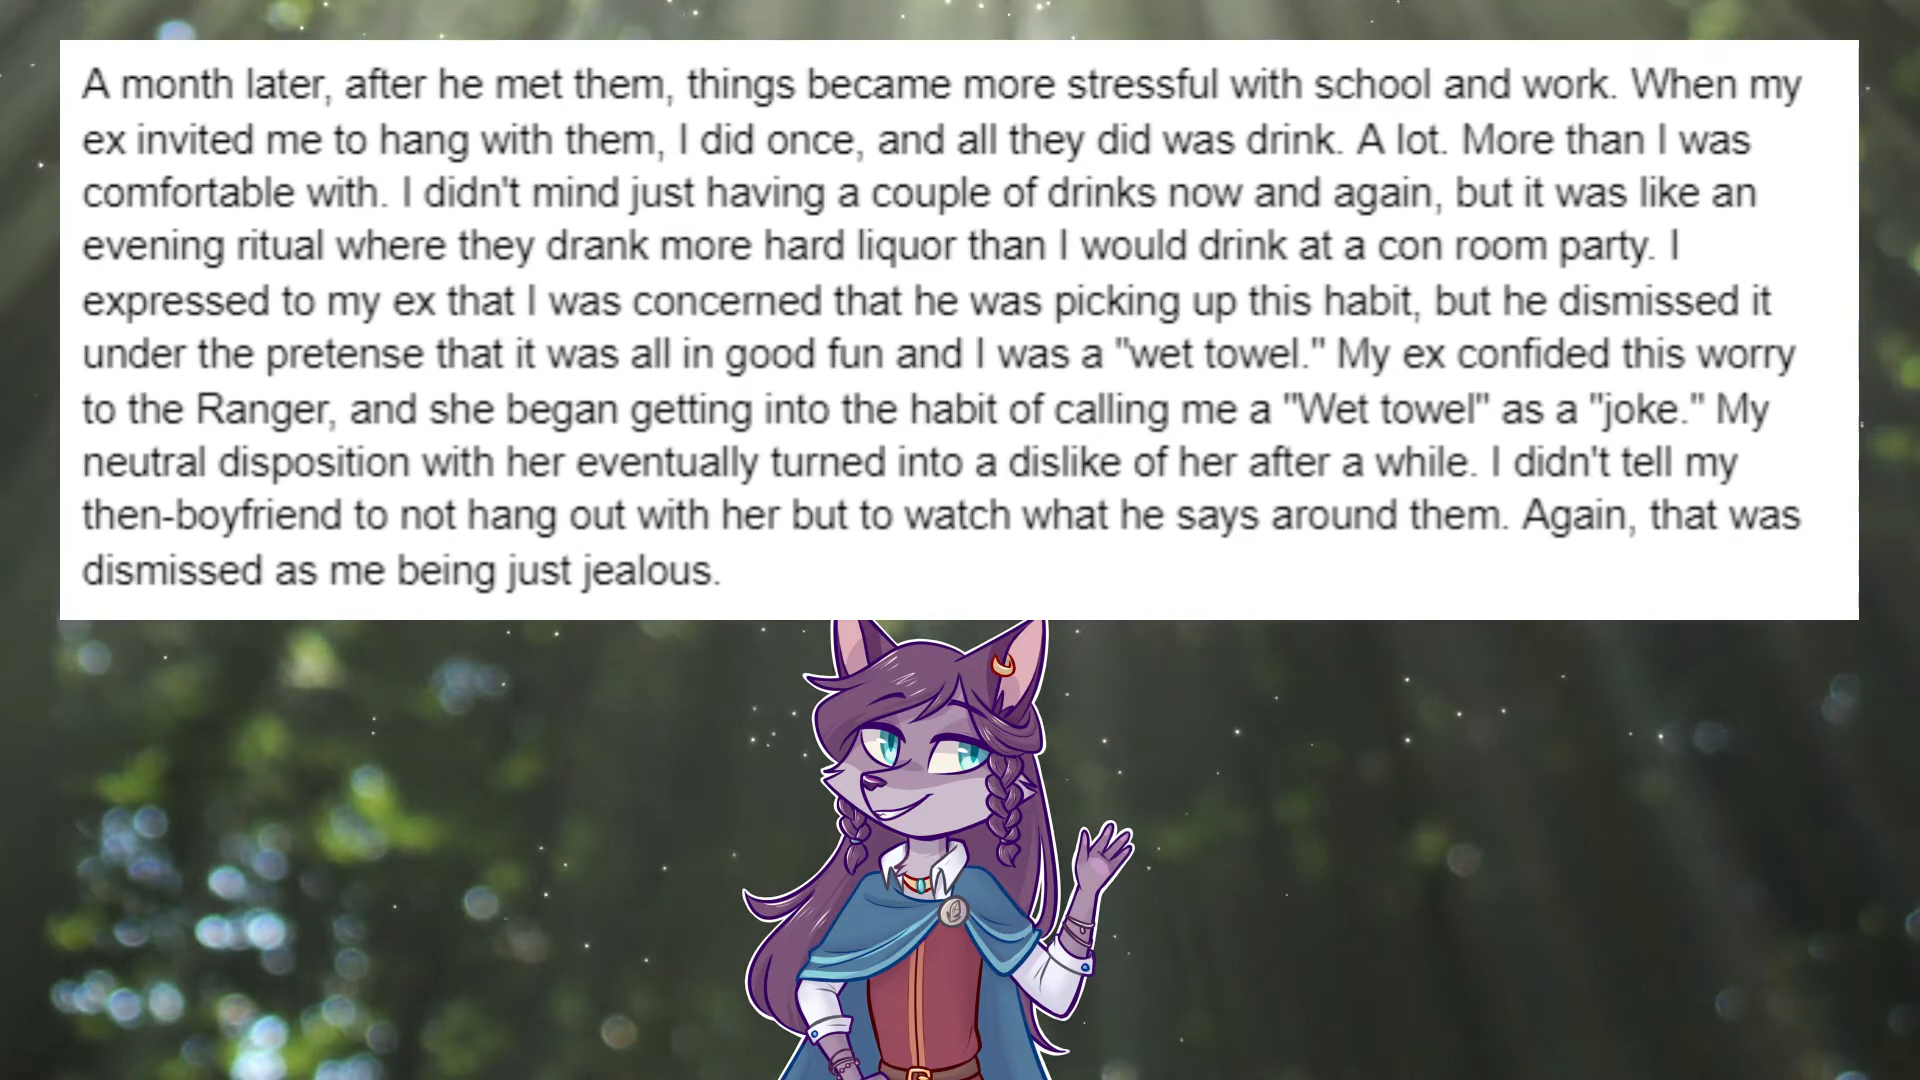 A month later, after he met them, things became more stressful with school and work. When my
ex invited me to hang with them, I did once, and all they did was drink. A lot. More than I was
comfortable with. I didn't mind just having a couple of drinks now and again, but it was like an
evening ritual where they drank more hard liquor than I would drink at a con room party. I
expressed to my ex that I was concerned that he was picking up this habit, but he dismissed it
under the pretense that it was all in good fun and I was a "wet towel." My ex confided this worry
to the Ranger, and she began getting into the habit of calling me a "Wet towel" as a "joke." My
neutral disposition with her eventually turned into a dislike of her after a while. I didn't tell my
then-boyfriend to not hang out with her but to watch what he says around them. Again, that was
dismissed as me being just jealous.